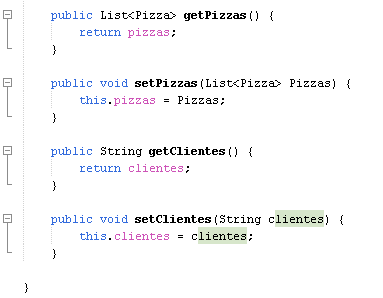 public List<Pizza> getPizzas() {
return pizzas;
}
public void setPizzas(List<Pizza> Pizzas) {
this.pizzas = Pizzas;
}
public String getClientes() {
return clientes;
}
public void setClientes(String clientes) {
this.clientes = clientes;
}
}